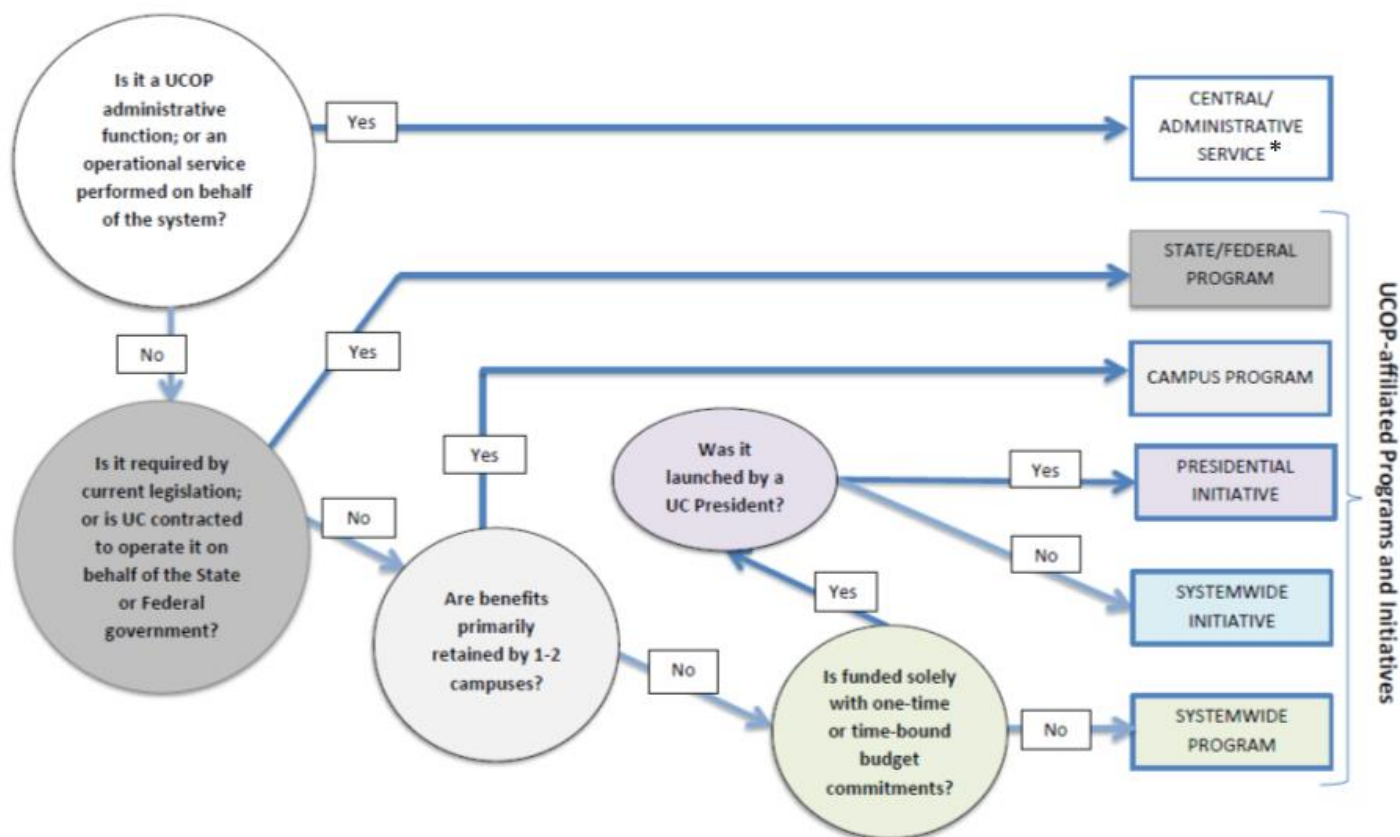 Is it a UCOP
administrative
function; or an
operational service
performed on behalf
of the system?
Yes
CENTRAL/
ADMINISTRATIVE
SERVICE *
No
Yes
STATE/FEDERAL
PROGRAM
Is it required by
current legislation;
or is UC contracted
to operate it on
behalf of the State
or Federal
government?
No
Yes
CAMPUS PROGRAM
Are benefits
primarily
retained by 1-2
campuses?
No
Was it
launched by a
UC President?
Yes
PRESIDENTIAL
INITIATIVE
No
SYSTEMWIDE
INITIATIVE
Yes
Is funded solely
with one-time
or time-bound
budget
commitments?
No
SYSTEMWIDE
PROGRAM
UCOP-affiliated Programs and Initiatives